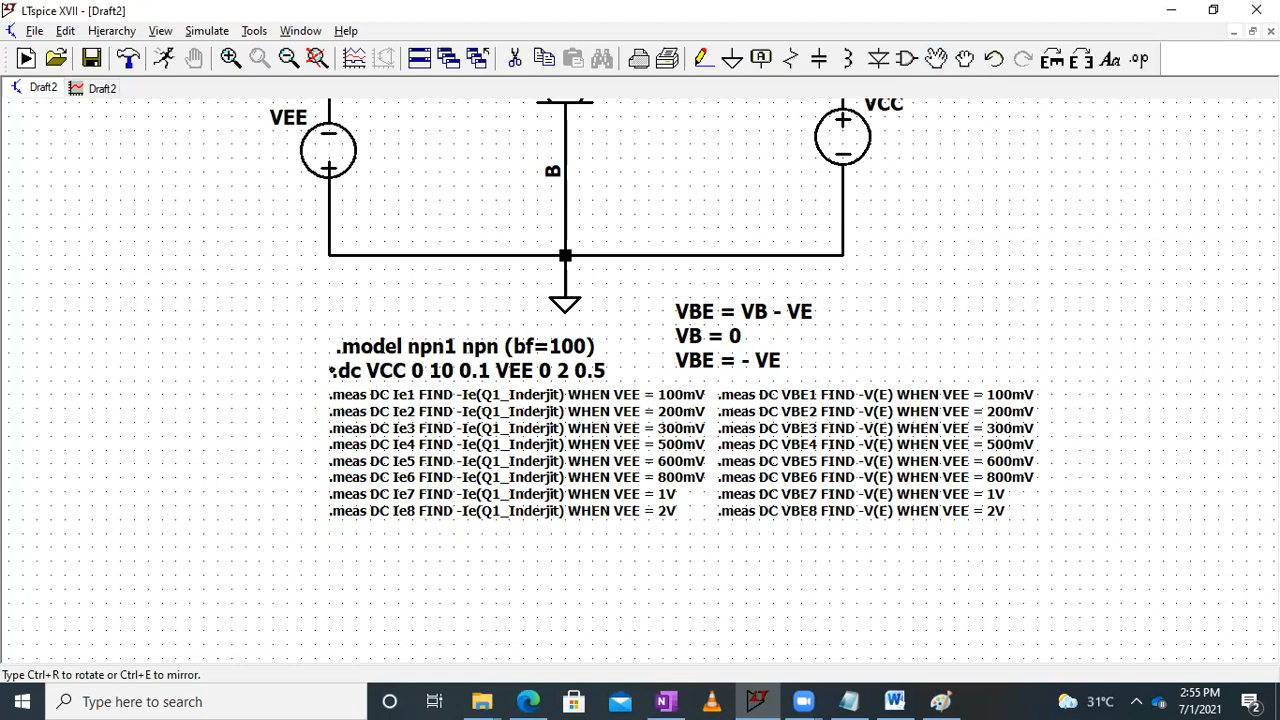 LTspice XVII - [Draft2]
File Edit Hierarchy View Simulate Tools Window Help
.op
Draft2 Draft2
VEE
VCC
B
VBE = VB - VE
VB = 0
VBE = - VE
.model npn1 npn (bf=100)
.dc VCC 0 10 0.1 VEE 0 2 0.5
.meas DC Ie1 FIND -Ie(Q1_Inderjit) WHEN VEE = 100mV .meas DC VBE1 FIND -V(E) WHEN VEE = 100mV
.meas DC Ie2 FIND -Ie(Q1_Inderjit) WHEN VEE = 200mV .meas DC VBE2 FIND -V(E) WHEN VEE = 200mV
.meas DC Ie3 FIND -Ie(Q1_Inderjit) WHEN VEE = 300mV .meas DC VBE3 FIND -V(E) WHEN VEE = 300mV
.meas DC Ie4 FIND -Ie(Q1_Inderjit) WHEN VEE = 500mV .meas DC VBE4 FIND -V(E) WHEN VEE = 500mV
.meas DC Ie5 FIND -Ie(Q1_Inderjit) WHEN VEE = 600mV .meas DC VBE5 FIND -V(E) WHEN VEE = 600mV
.meas DC Ie6 FIND -Ie(Q1_Inderjit) WHEN VEE = 800mV .meas DC VBE6 FIND -V(E) WHEN VEE = 800mV
.meas DC Ie7 FIND -Ie(Q1_Inderjit) WHEN VEE = 1V .meas DC VBE7 FIND -V(E) WHEN VEE = 1V
.meas DC Ie8 FIND -Ie(Q1_Inderjit) WHEN VEE = 2V .meas DC VBE8 FIND -V(E) WHEN VEE = 2V
Type Ctrl+R to rotate or Ctrl+E to mirror.
Type here to search
31°C
2:55 PM
7/1/2021
2